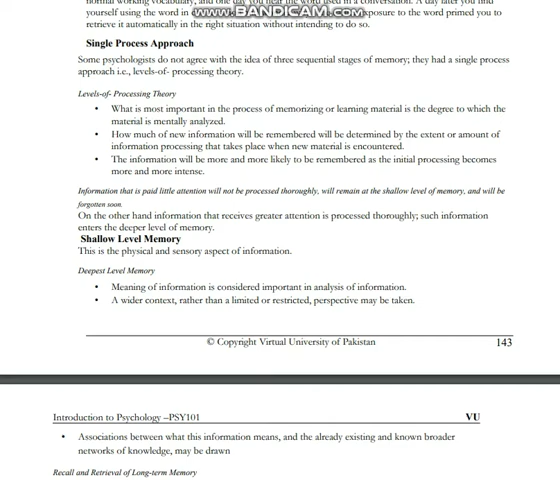 normal working vocabulary, and one day you hear the word used in a conversation. A day later you find
yourself using the word in
www.BANDICAM.com
exposure to the word primed you to
retrieve it automatically in the right situation without intending to do so.
Single Process Approach
Some psychologists do not agree with the idea of three sequential stages of memory; they had a single process
approach i.e., levels-of- processing theory.
Levels-of- Processing Theory
• What is most important in the process of memorizing or learning material is the degree to which the
material is mentally analyzed.
• How much of new information will be remembered will be determined by the extent or amount of
information processing that takes place when new material is encountered.
• The information will be more and more likely to be remembered as the initial processing becomes
more and more intense.
Information that is paid little attention will not be processed thoroughly, will remain at the shallow level of memory, and will be
forgotten soon.
On the other hand information that receives greater attention is processed thoroughly; such information
enters the deeper level of memory.
Shallow Level Memory
This is the physical and sensory aspect of information.
Deepest Level Memory
• Meaning of information is considered important in analysis of information.
• A wider context, rather than a limited or restricted, perspective may be taken.
© Copyright Virtual University of Pakistan 143
Introduction to Psychology –PSY101 VU
• Associations between what this information means, and the already existing and known broader
networks of knowledge, may be drawn
Recall and Retrieval of Long-term Memory